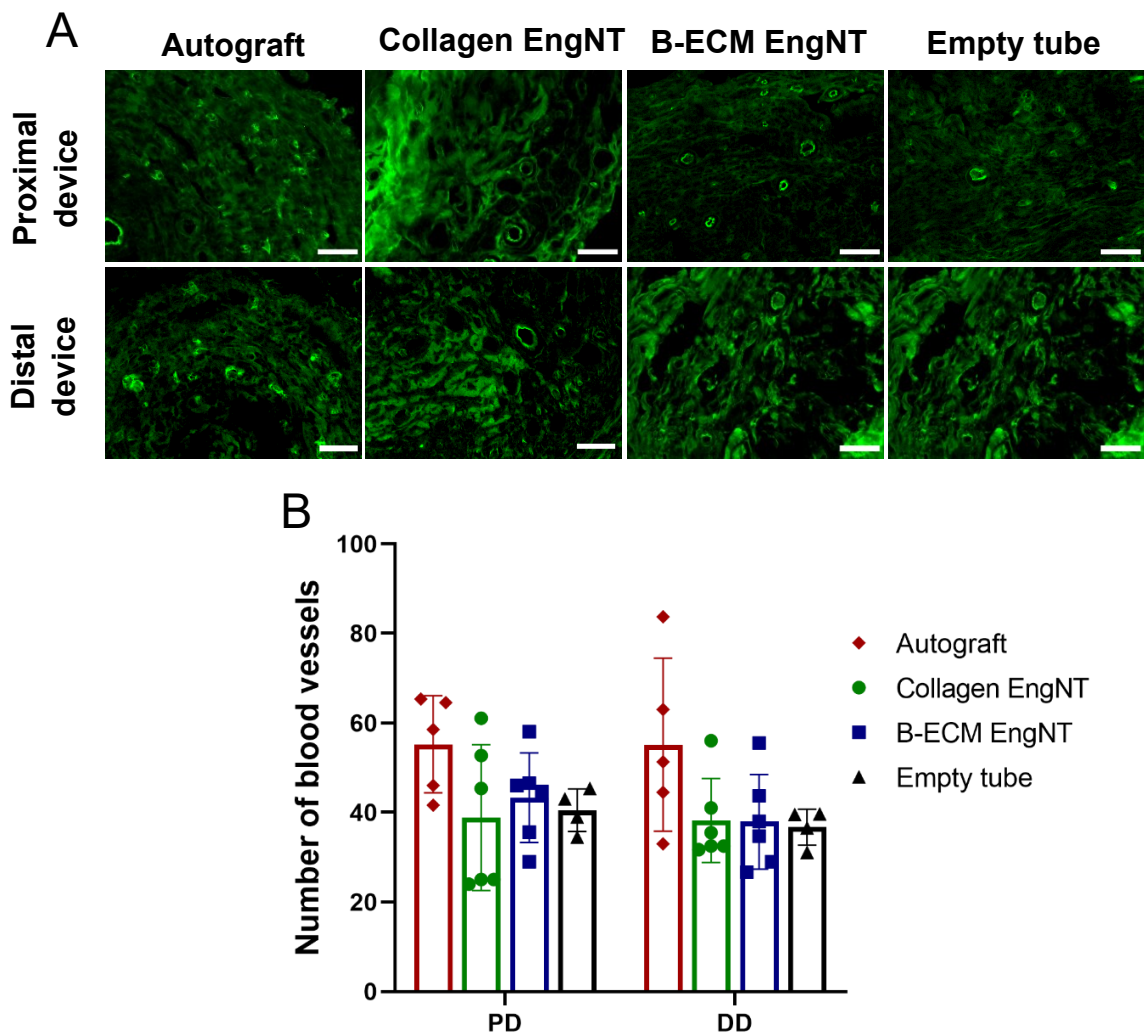 A
Autograft
Collagen EngNT
B-ECM EngNT
Empty tube
Proximal
device
Distal
device
B
Number of blood vessels
100
80
60
40
20
0
PD
DD
Autograft
Collagen EngNT
B-ECM EngNT
Empty tube